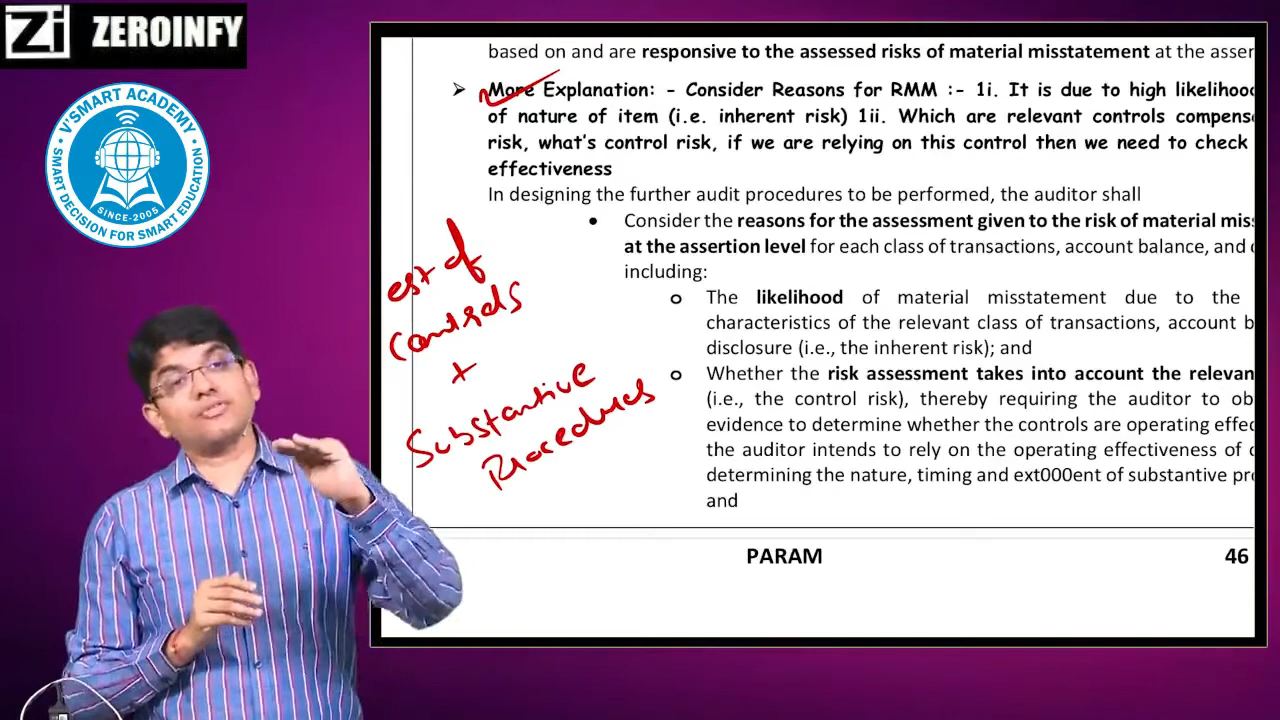 Zi ZEROINFY
V'SMART ACADEMY
SMART DECISION FOR SMART EDUCATION
SINCE-2005
based on and are responsive to the assessed risks of material misstatement at the
➢ More Explanation: - Consider Reasons for RMM :- 1i. It is due to high
of nature of item (i.e. inherent risk) 1ii. Which are relevant controls
risk, what's control risk, if we are relying on this control then we need to check
effectiveness
In designing the further audit procedures to be performed, the auditor shall
• Consider the reasons for the assessment given to the risk of material
at the assertion level for each class of transactions, account balance, and
including:
o The likelihood of material misstatement due to the
characteristics of the relevant class of transactions, account
disclosure (i.e., the inherent risk); and
o Whether the risk assessment takes into account the
(i.e., the control risk), thereby requiring the auditor to
evidence to determine whether the controls are operating
the auditor intends to rely on the operating effectiveness of
determining the nature, timing and ext000ent of substantive
and
est of
Controls
+
Substantive
Procedures
PARAM
46